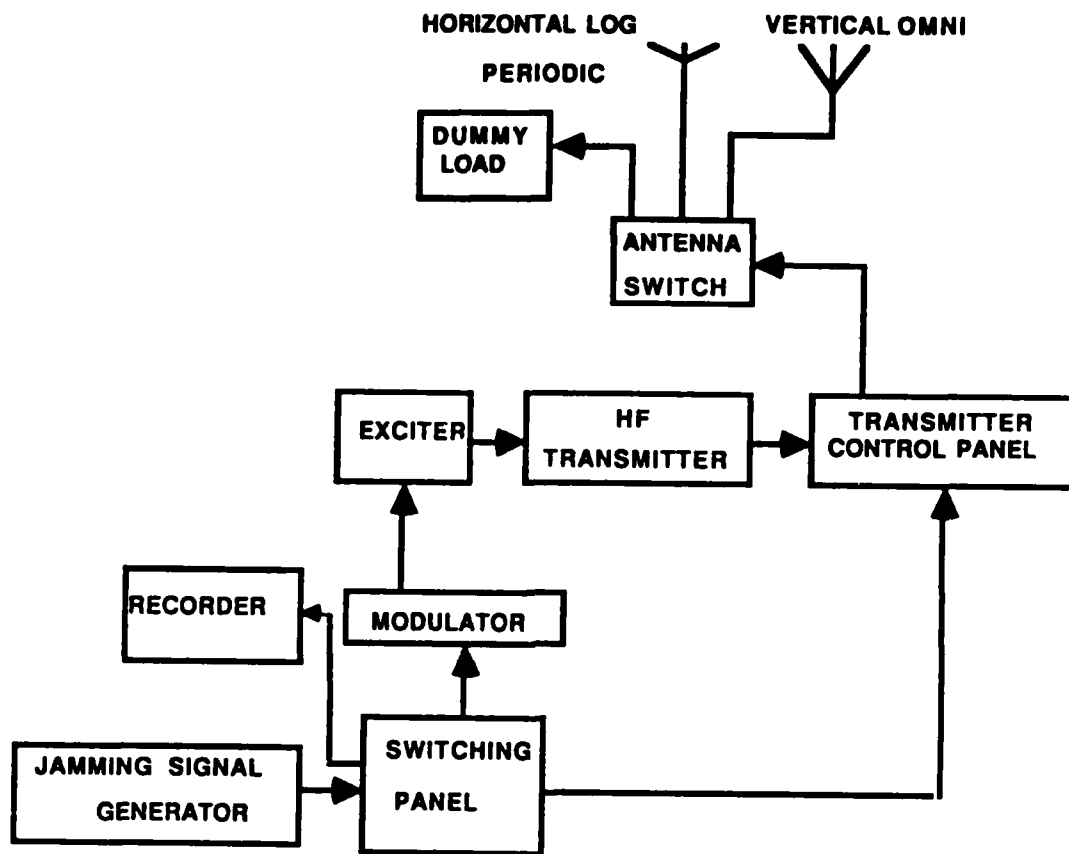 HORIZONTAL LOG
PERIODIC
VERTICAL OMNI
DUMMY
LOAD
ANTENNA
SWITCH
EXCITER
HF
TRANSMITTER
TRANSMITTER
CONTROL PANEL
RECORDER
MODULATOR
SWITCHING
PANEL
JAMMING SIGNAL
GENERATOR